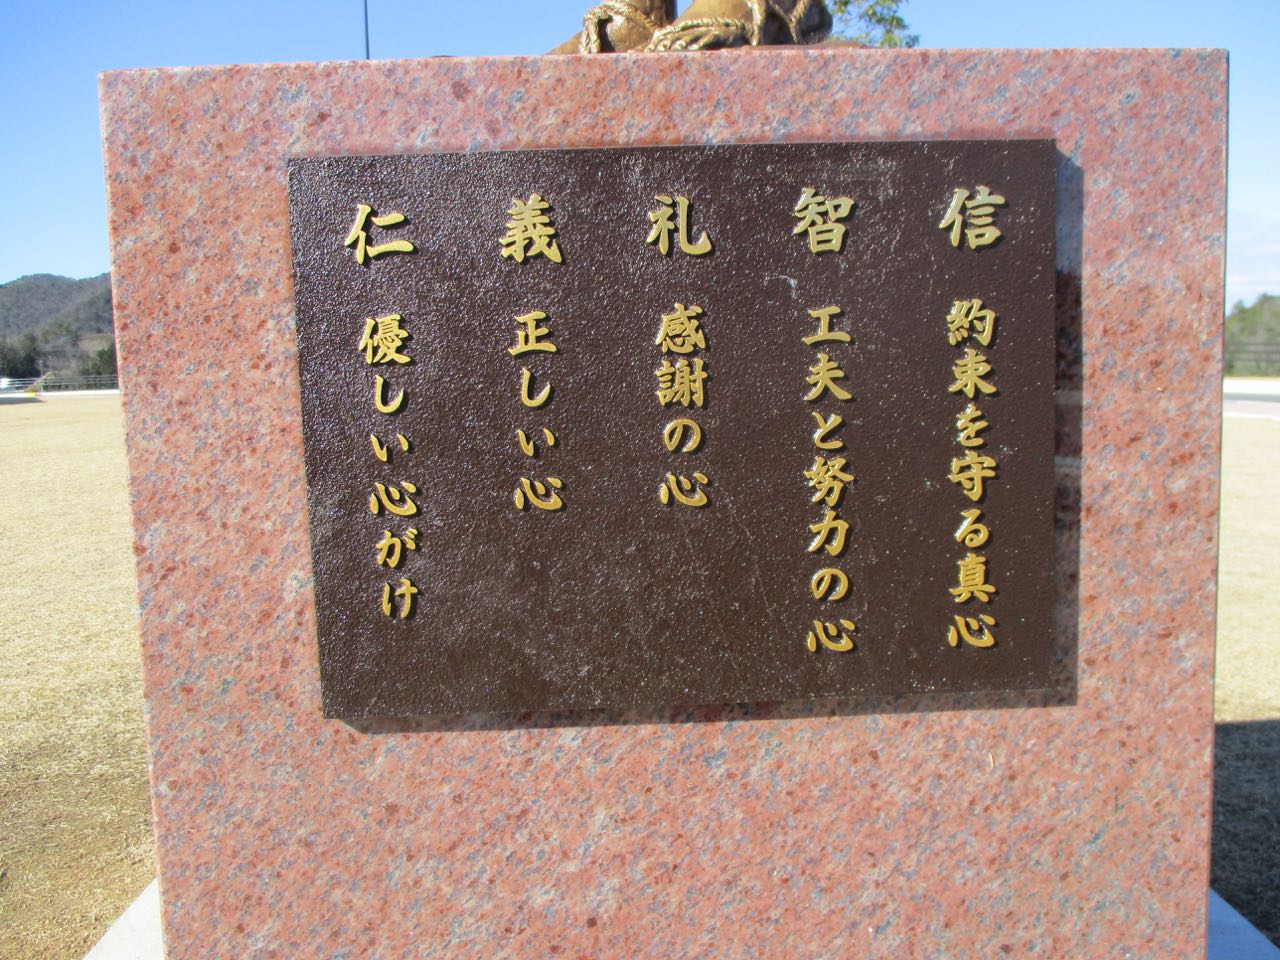 仁 優しい心がけ
義 正しい心
礼 感謝の心
智 工夫と努力の心
信 約束を守る真心